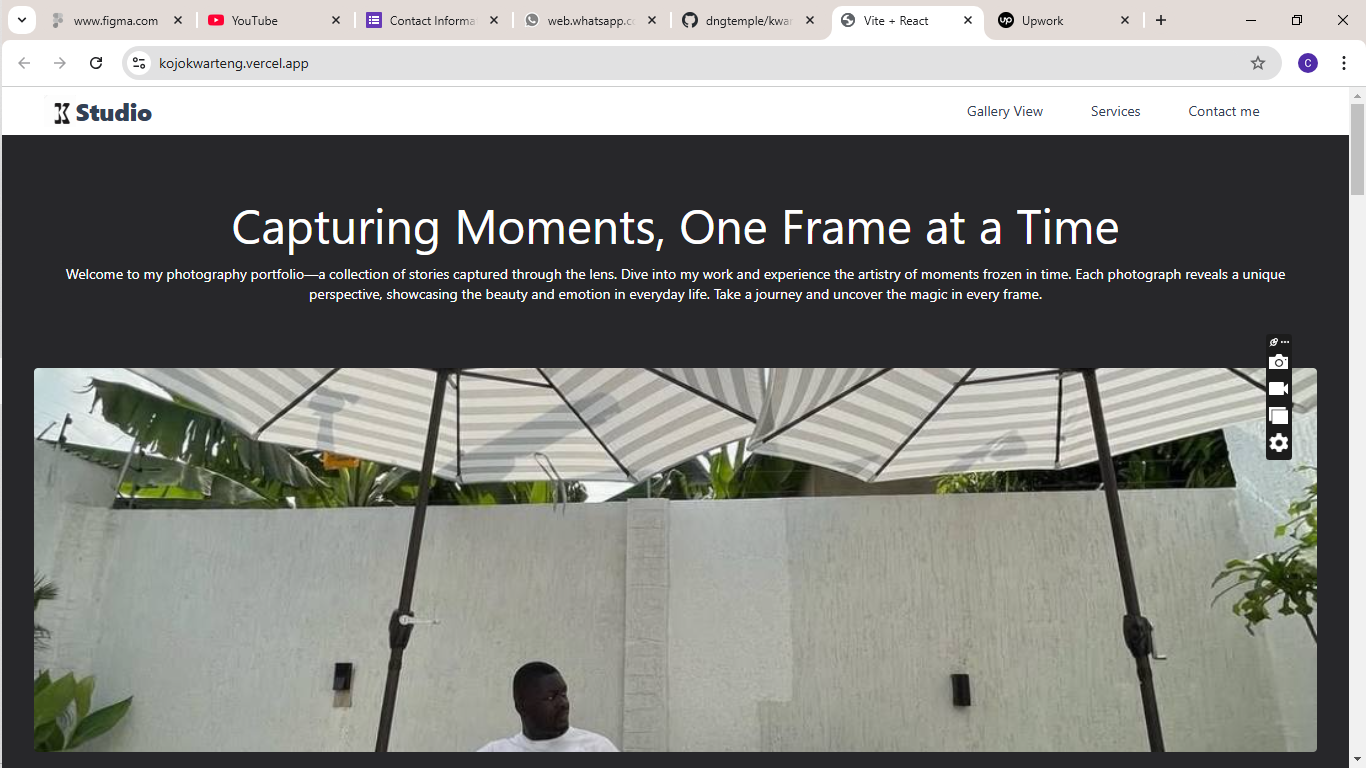 www.figma.com
YouTube
Contact Informa
web.whatsapp.co
dngtemple/kwar
Vite + React
Upwork
kojokwarteng.vercel.app
C
K Studio
Gallery View
Services
Contact me
Capturing Moments, One Frame at a Time
Welcome to my photography portfolio—a collection of stories captured through the lens. Dive into my work and experience the artistry of moments frozen in time. Each photograph reveals a unique
perspective, showcasing the beauty and emotion in everyday life. Take a journey and uncover the magic in every frame.